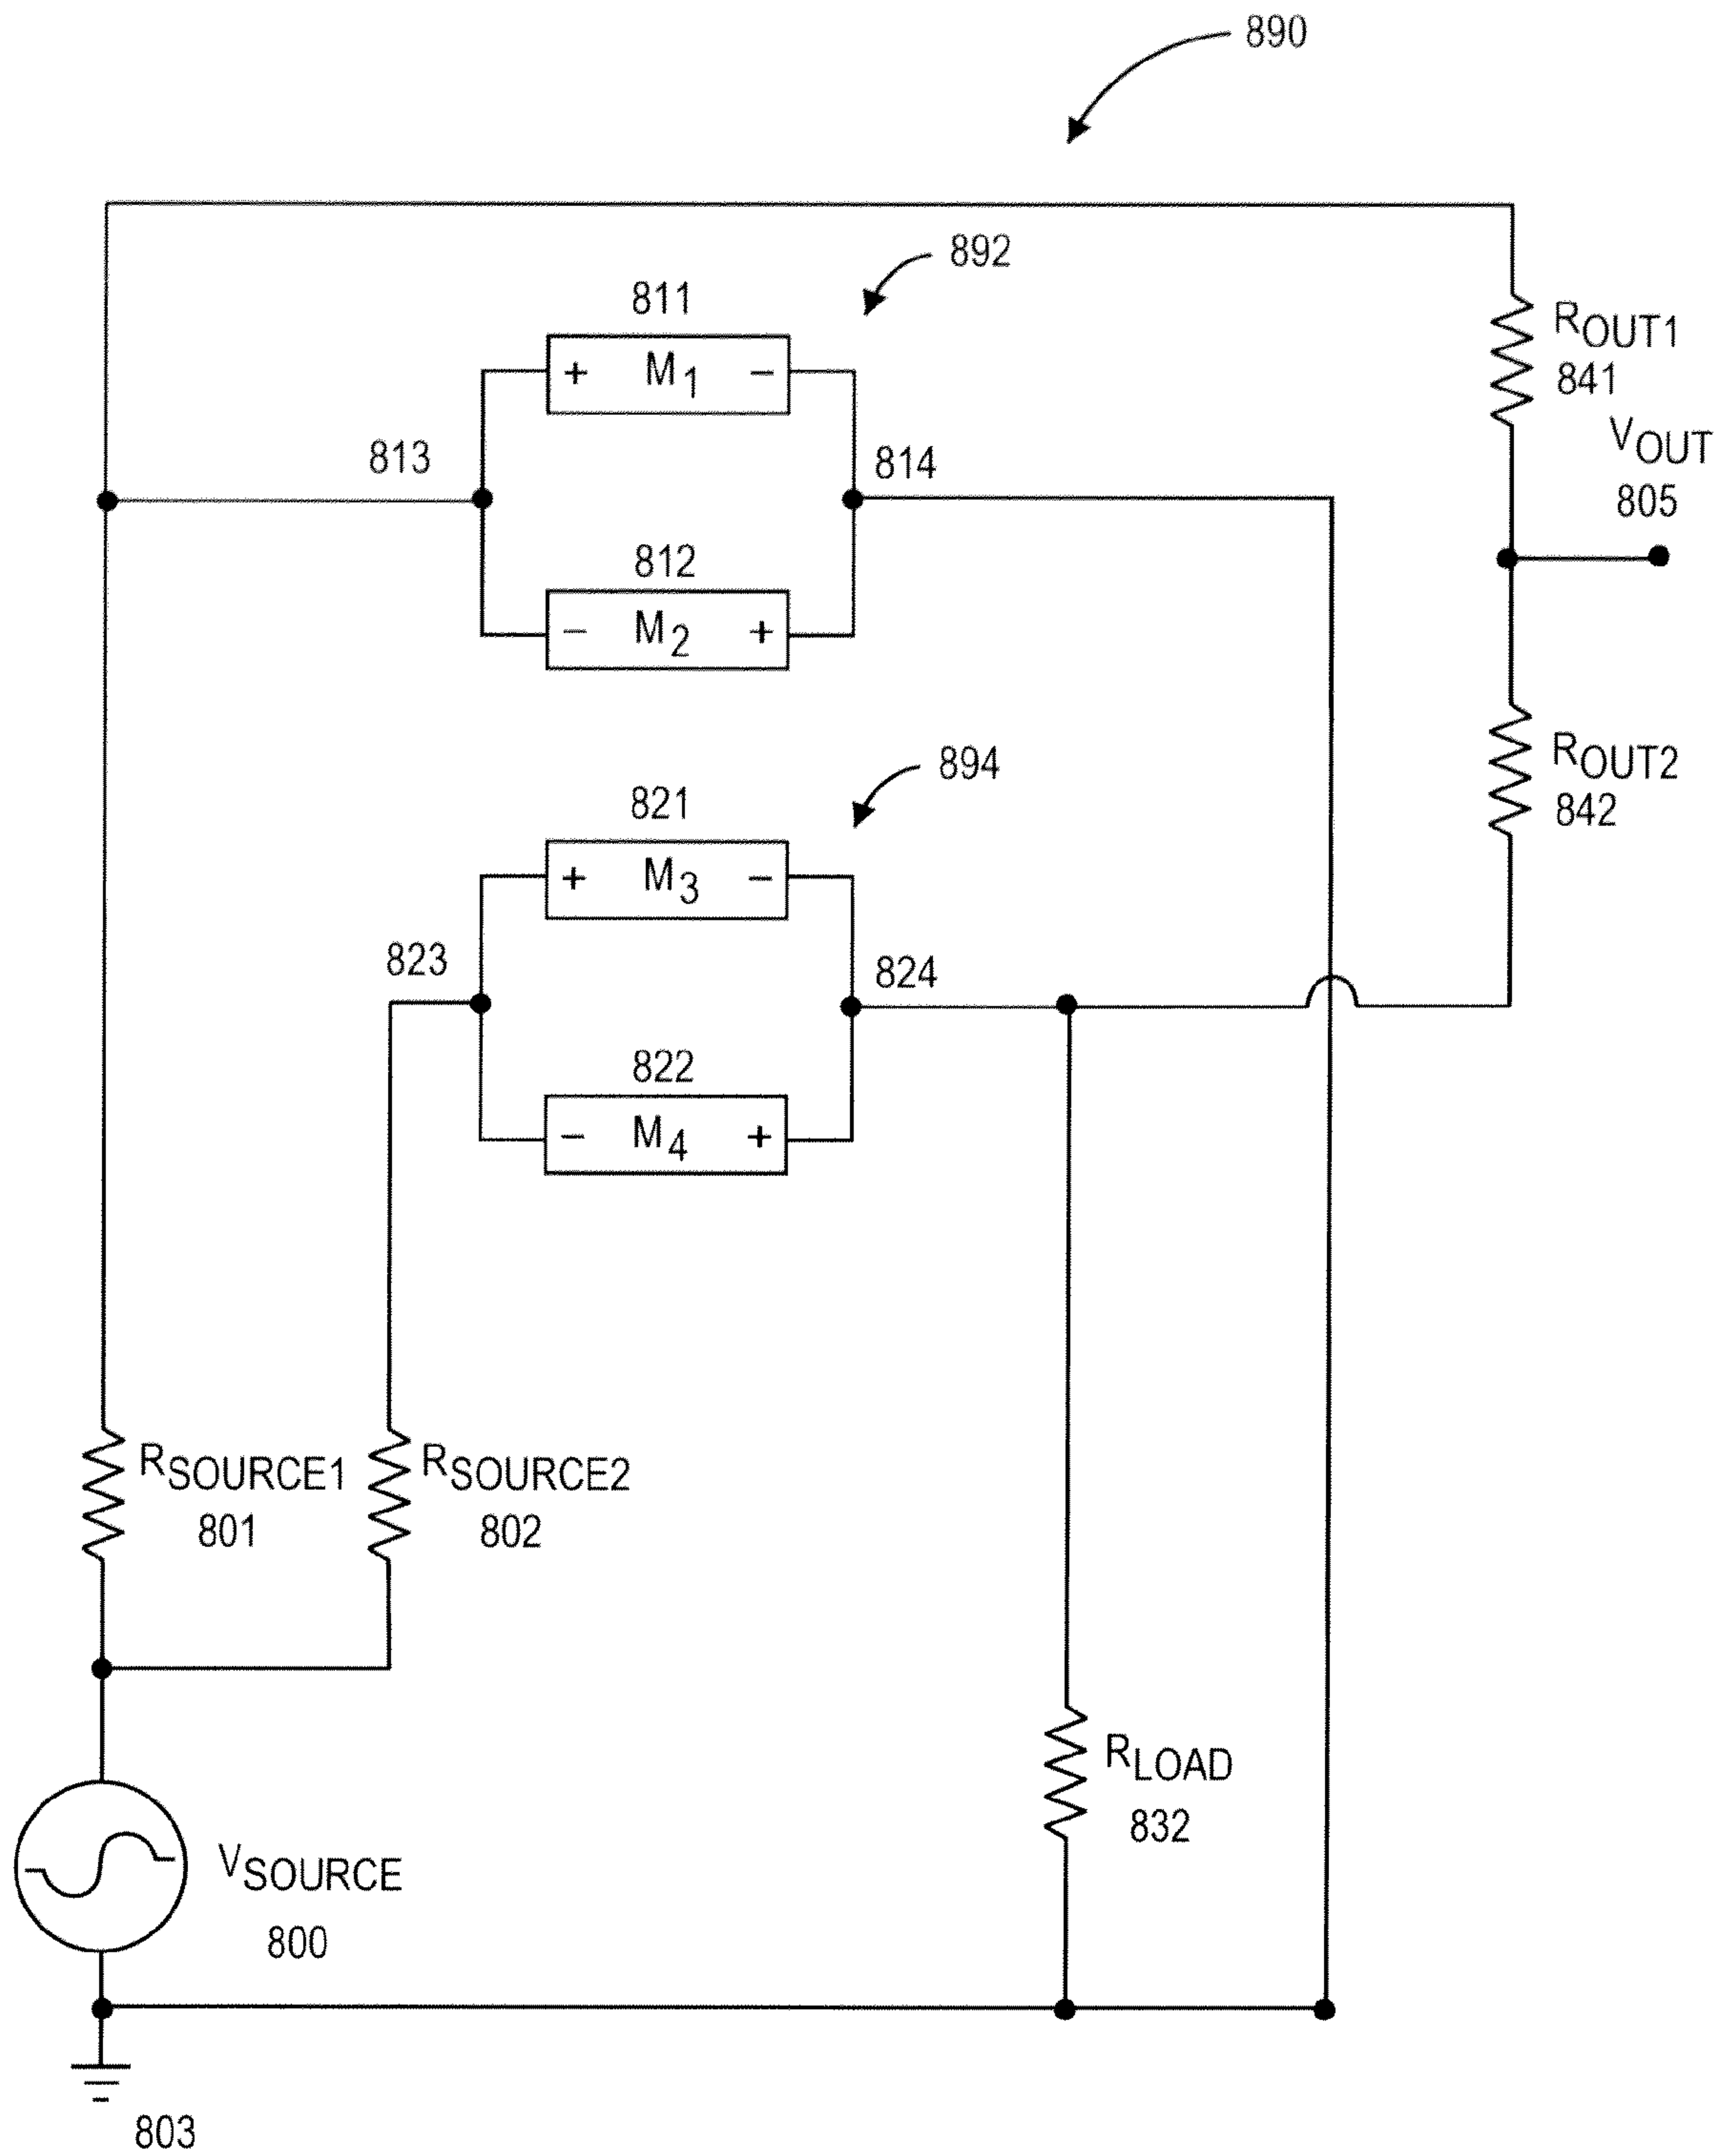 890
892
811
+ M1 −
ROUT1
841
VOUT
805
813
814
812
− M2 +
ROUT2
842
894
821
+ M3 −
823
824
822
− M4 +
RSOURCE1
801
RSOURCE2
802
RLOAD
832
VSOURCE
800
803